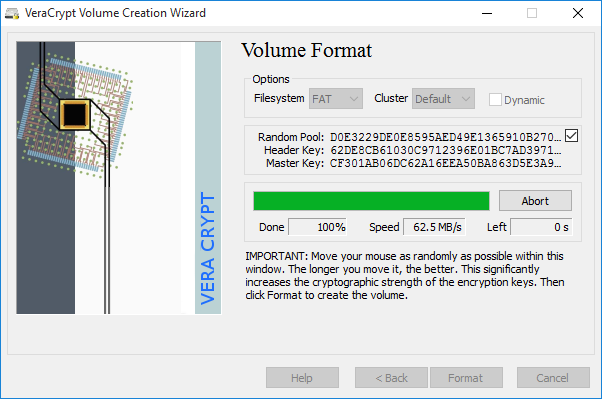 VeraCrypt Volume Creation Wizard
Volume Format
Options
Filesystem FAT Cluster Default Dynamic
Random Pool: D0E3229DE0E8595AED49E1365910B270...
Header Key: 62DE8CB61030C9712396E01BC7AD3971...
Master Key: CF301AB06DC62A16EEA50BA863D5E3A9...
Abort
Done 100% Speed 62.5 MB/s Left 0 s
IMPORTANT: Move your mouse as randomly as possible within this
window. The longer you move it, the better. This significantly
increases the cryptographic strength of the encryption keys. Then
click Format to create the volume.
VERA CRYPT
Help < Back Format Cancel